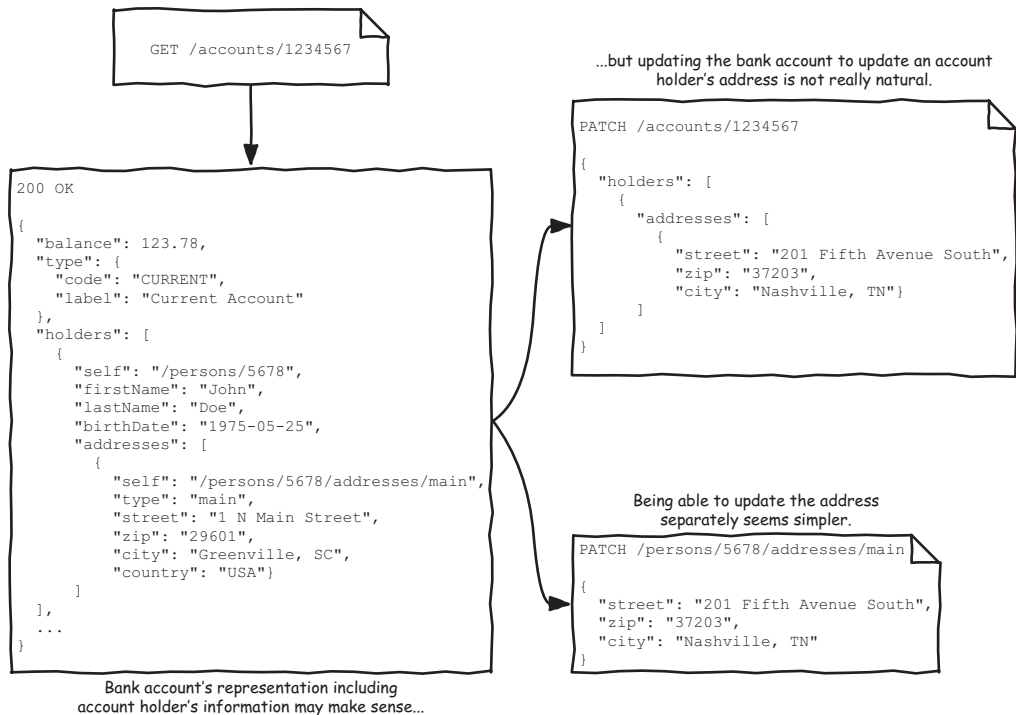 GET /accounts/1234567
200 OK
{
"balance": 123.78,
"type": {
"code": "CURRENT",
"label": "Current Account"
},
"holders": [
{
"self": "/persons/5678",
"firstName": "John",
"lastName": "Doe",
"birthDate": "1975-05-25",
"addresses": [
{
"self": "/persons/5678/addresses/main",
"type": "main",
"street": "1 N Main Street",
"zip": "29601",
"city": "Greenville, SC",
"country": "USA"}
]
],
...
}
Bank account's representation including
account holder's information may make sense...
...but updating the bank account to update an account
holder's address is not really natural.
PATCH /accounts/1234567
{
"holders": [
{
"addresses": [
{
"street": "201 Fifth Avenue South",
"zip": "37203",
"city": "Nashville, TN"}
]
]
}
Being able to update the address
separately seems simpler.
PATCH /persons/5678/addresses/main
{
"street": "201 Fifth Avenue South",
"zip": "37203",
"city": "Nashville, TN"
}